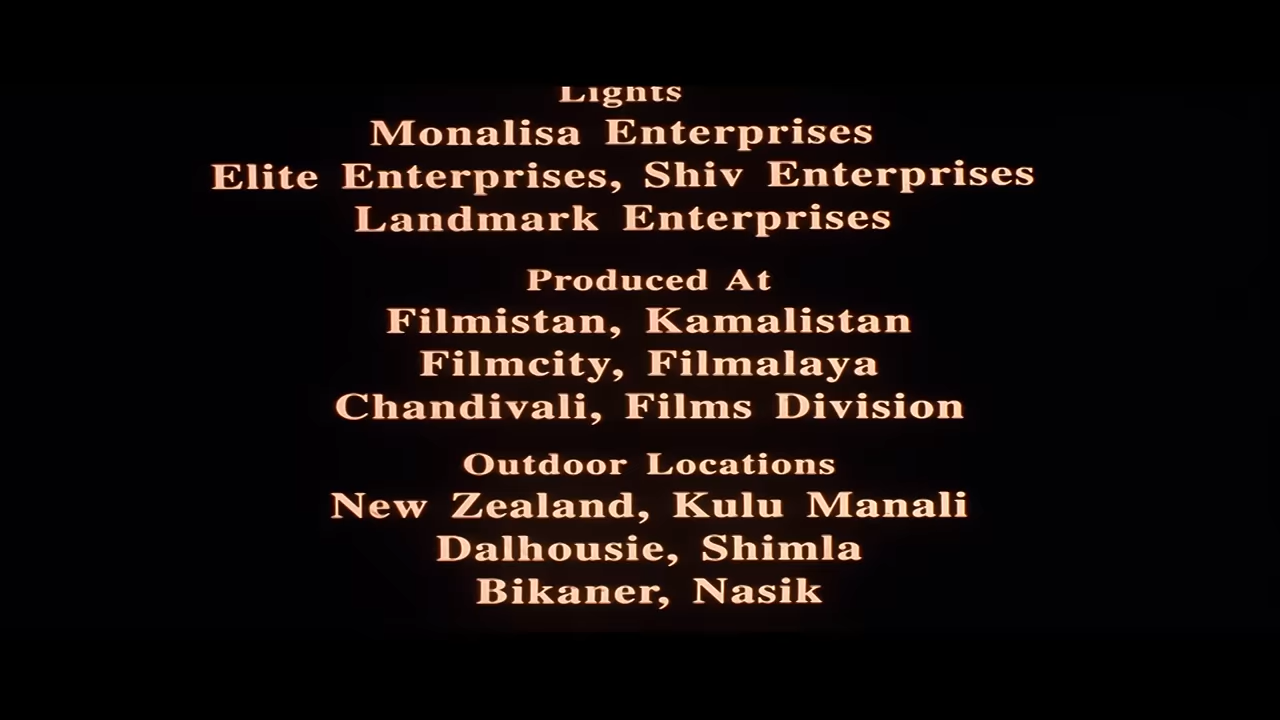 Lights
Monalisa Enterprises
Elite Enterprises, Shiv Enterprises
Landmark Enterprises
Produced At
Filmistan, Kamalistan
Filmcity, Filmalaya
Chandivali, Films Division
Outdoor Locations
New Zealand, Kulu Manali
Dalhousie, Shimla
Bikaner, Nasik